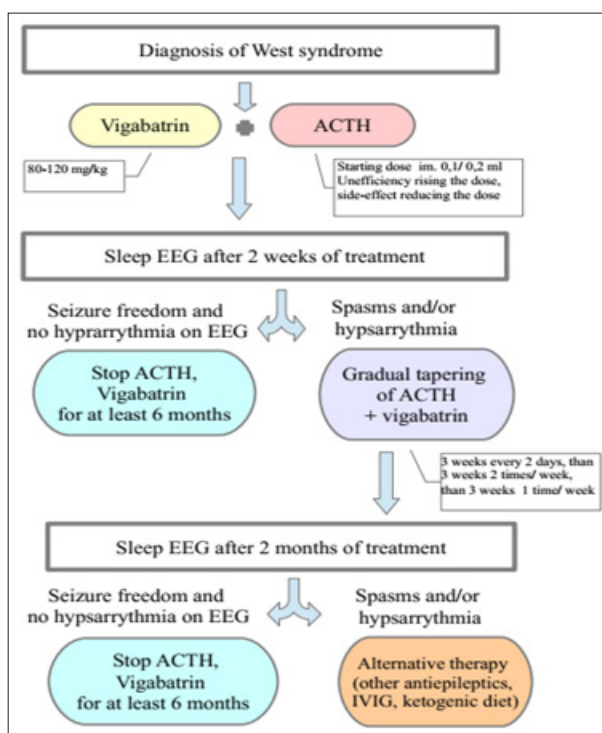 Diagnosis of West syndrome
Vigabatrin
ACTH
80-120 mg/kg
Starting dose im. 0,1/ 0,2 ml
Unefficiency rising the dose,
side-effect reducing the dose
Sleep EEG after 2 weeks of treatment
Seizure freedom and
no hyprarrythmia on EEG
Spasms and/or
hypsarrythmia
Stop ACTH,
Vigabatrin
for at least 6 months
Gradual tapering
of ACTH
+ vigabatrin
3 weeks every 2 days, than
3 weeks 2 times/ week,
than 3 weeks 1 time/ week
Sleep EEG after 2 months of treatment
Seizure freedom and
no hypsarrythmia on EEG
Spasms and/or
hypsarrythmia
Stop ACTH,
Vigabatrin
for at least 6 months
Alternative therapy
(other antiepileptics,
IVIG, ketogenic diet)